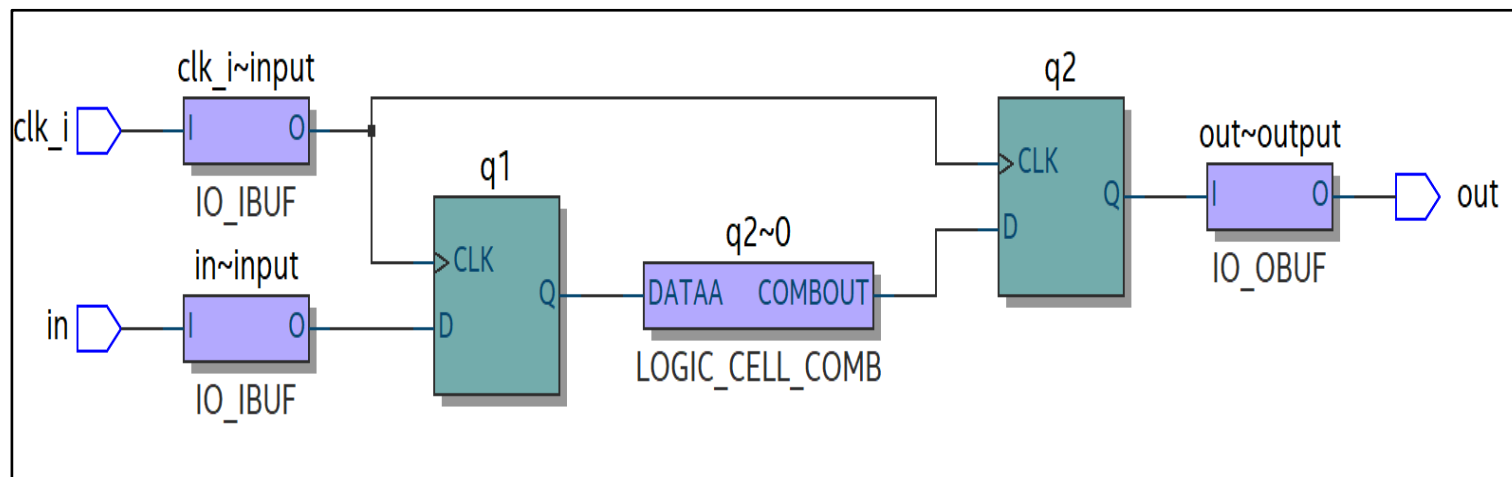 clk_i
clk_i~input
I O
IO_IBUF
in
in~input
I O
IO_IBUF
q1
CLK
D
Q
q2~0
DATAA COMBOUT
LOGIC_CELL_COMB
q2
CLK
D
Q
out~output
I O
IO_OBUF
out